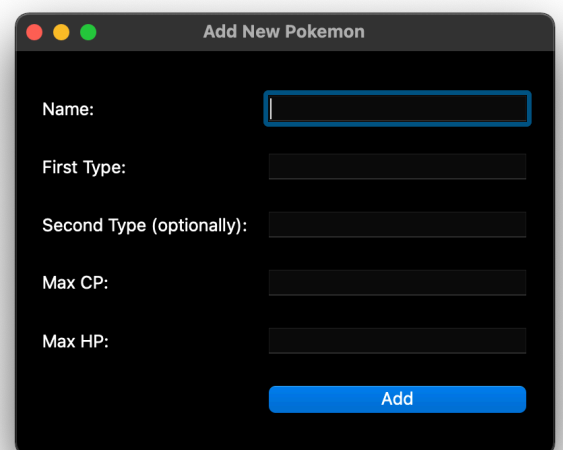 Add New Pokemon
Name:
First Type:
Second Type (optionally):
Max CP:
Max HP:
Add